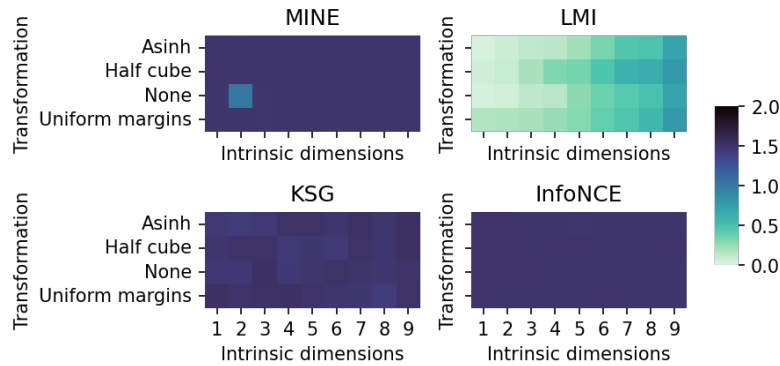 MINE
LMI
Transformation
Asinh
Half cube
None
Uniform margins
Transformation
Intrinsic dimensions
Intrinsic dimensions
2.0
1.5
1.0
0.5
0.0
KSG
InfoNCE
Transformation
Asinh
Half cube
None
Uniform margins
Transformation
1 2 3 4 5 6 7 8 9
1 2 3 4 5 6 7 8 9
Intrinsic dimensions
Intrinsic dimensions